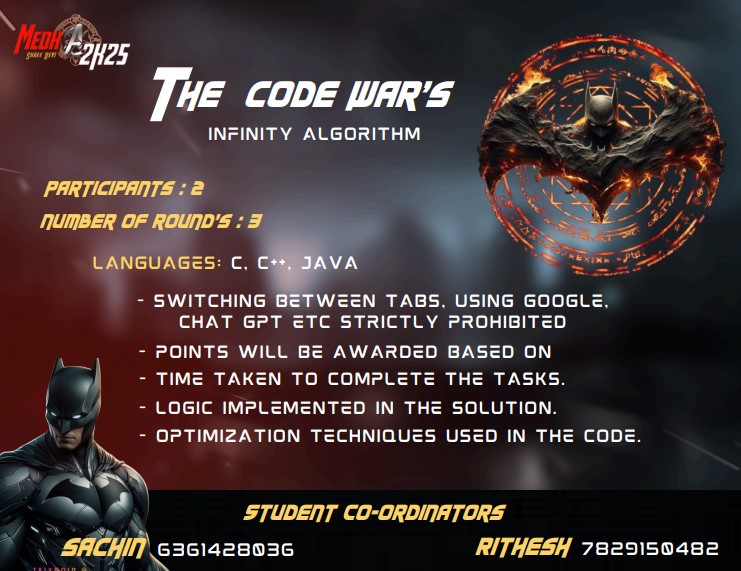 MEDHA 2K25
THE CODE WAR'S
INFINITY ALGORITHM
PARTICIPANTS : 2
NUMBER OF ROUND'S : 3
LANGUAGES: C, C++, JAVA
- SWITCHING BETWEEN TABS, USING GOOGLE,
CHAT GPT ETC STRICTLY PROHIBITED
- POINTS WILL BE AWARDED BASED ON
- TIME TAKEN TO COMPLETE THE TASKS.
- LOGIC IMPLEMENTED IN THE SOLUTION.
- OPTIMIZATION TECHNIQUES USED IN THE CODE.
STUDENT CO-ORDINATORS
SACHIN 6361428036
RITHESH 7829150482